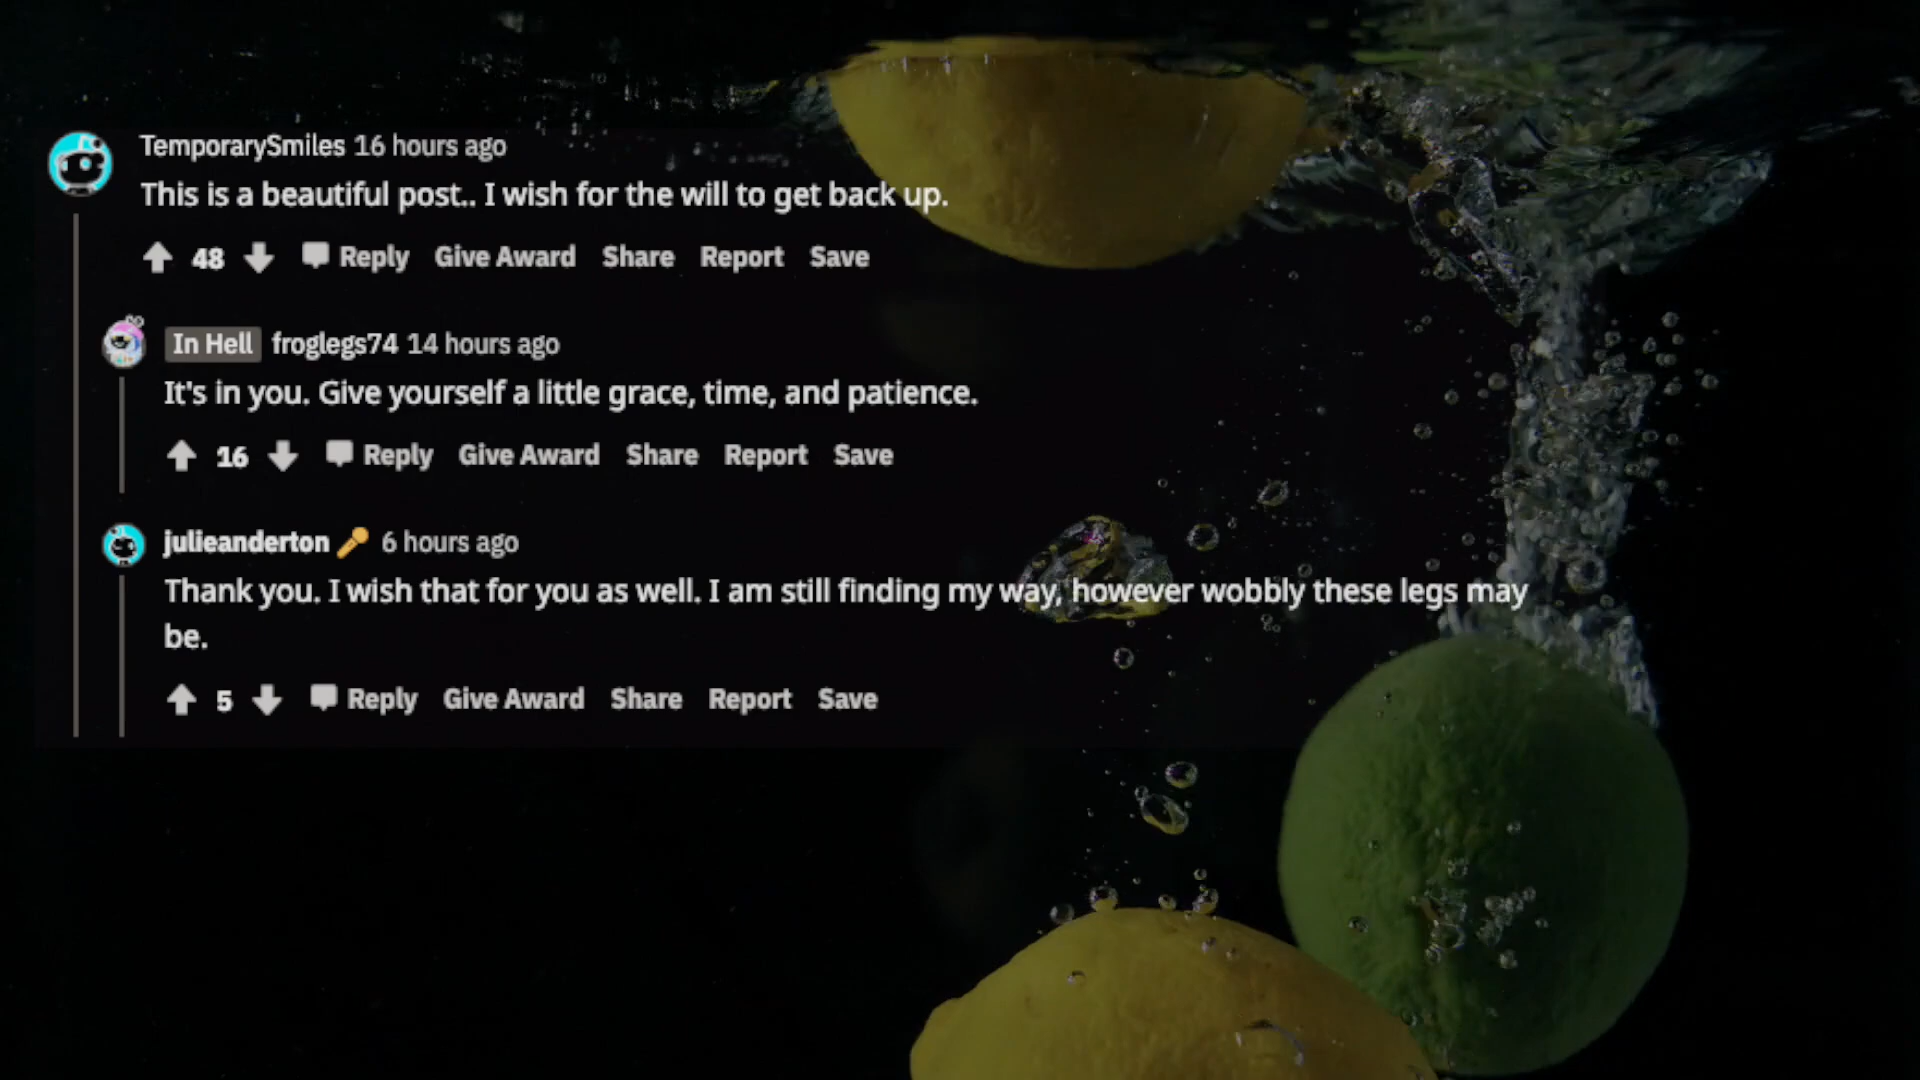 TemporarySmiles 16 hours ago
This is a beautiful post.. I wish for the will to get back up.
48 Reply Give Award Share Report Save
In Hell froglegs74 14 hours ago
It's in you. Give yourself a little grace, time, and patience.
16 Reply Give Award Share Report Save
julieanderton 6 hours ago
Thank you. I wish that for you as well. I am still finding my way, however wobbly these legs may
be.
5 Reply Give Award Share Report Save